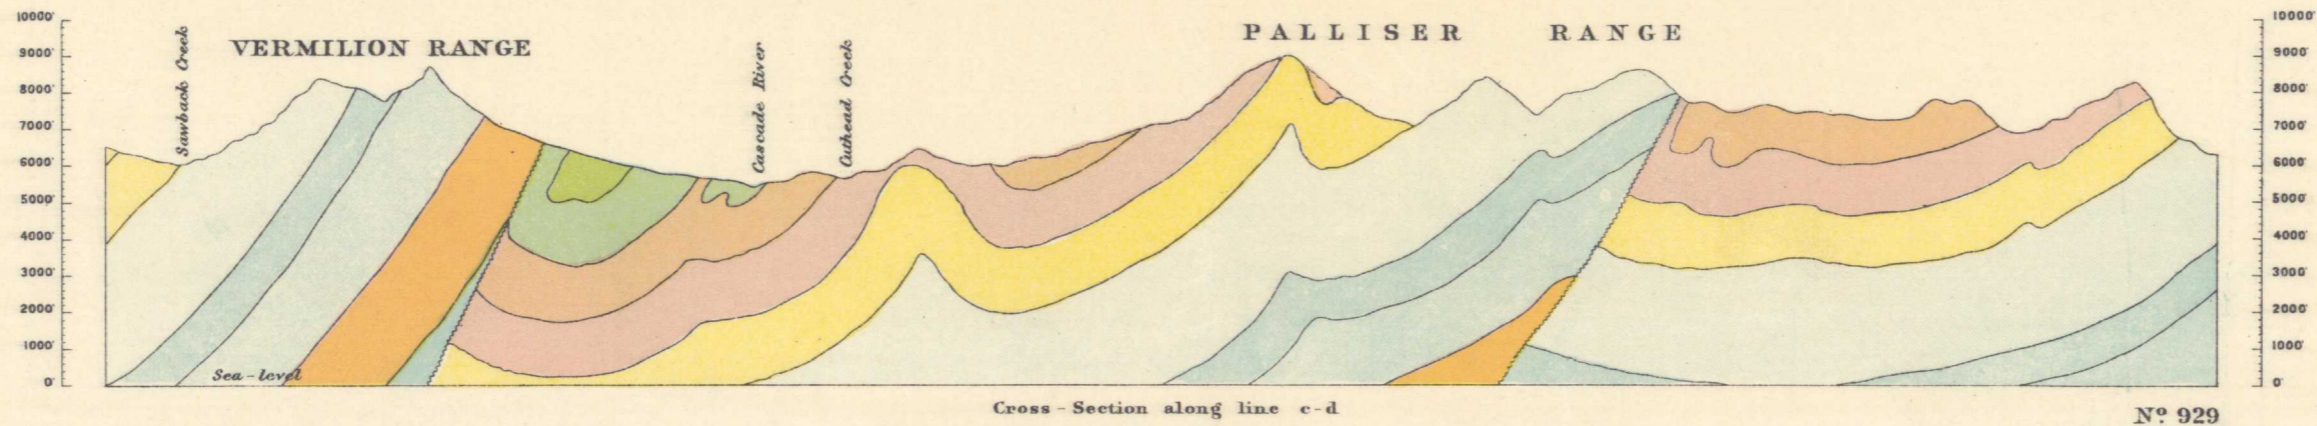 VERMILION RANGE
PALLISER RANGE
Sawback Creek
Cascade River
Cuthead Creek
10000'
9000'
8000'
7000'
6000'
5000'
4000'
3000'
2000'
1000'
0'
10000'
9000'
8000'
7000'
6000'
5000'
4000'
3000'
2000'
1000'
0'
Sea-level
Cross-Section along line c-d
Nº 929